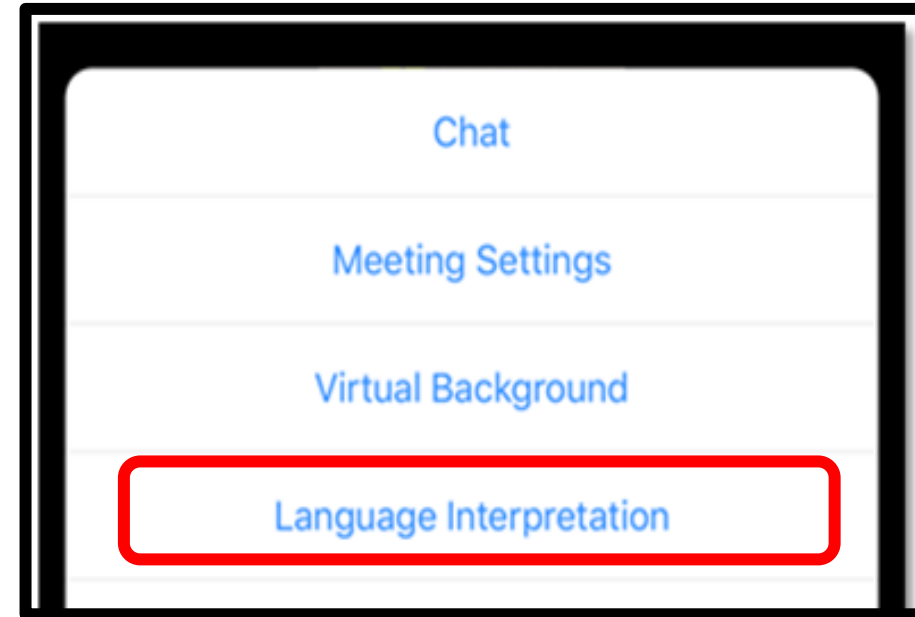 Chat
Meeting Settings
Virtual Background
Language Interpretation